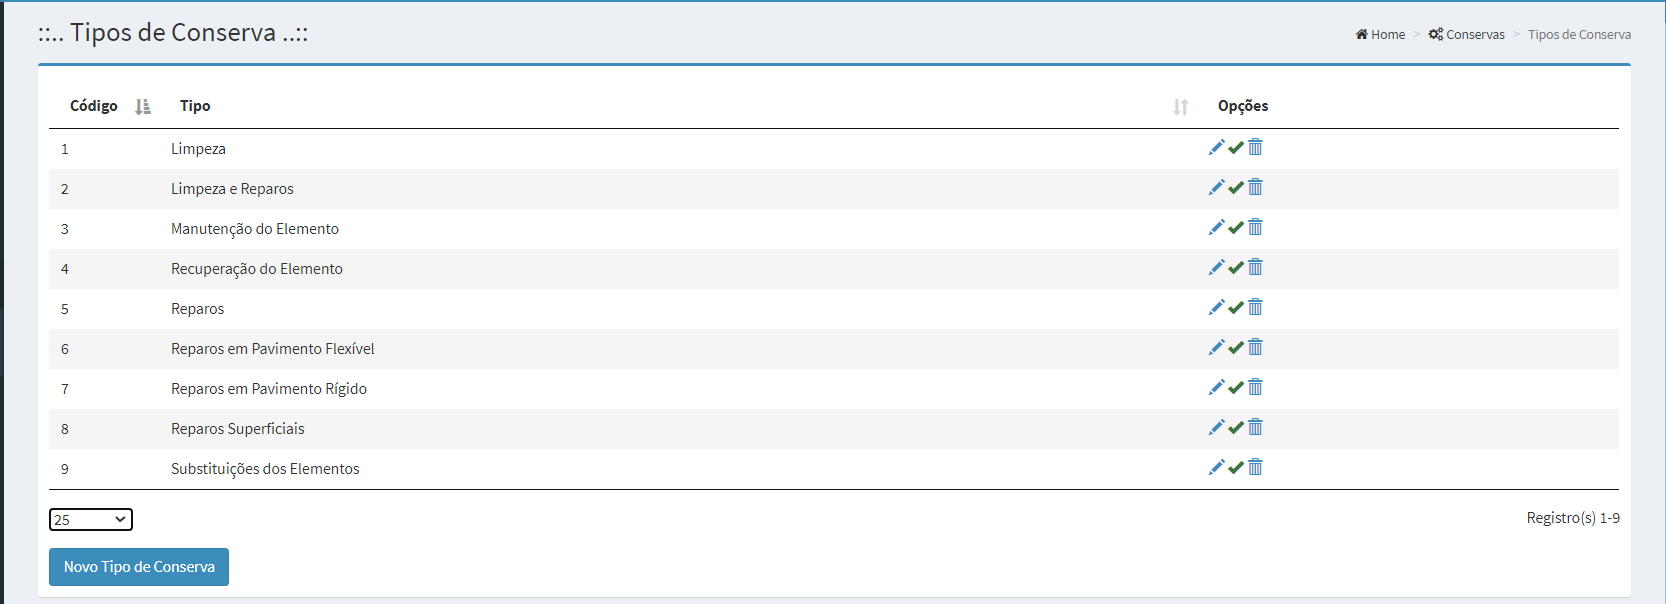 ::.. Tipos de Conserva ..::
Home > Conservas > Tipos de Conserva
Código Tipo Opções
1 Limpeza
2 Limpeza e Reparos
3 Manutenção do Elemento
4 Recuperação do Elemento
5 Reparos
6 Reparos em Pavimento Flexível
7 Reparos em Pavimento Rígido
8 Reparos Superficiais
9 Substituições dos Elementos
25 Registro(s) 1-9
Novo Tipo de Conserva